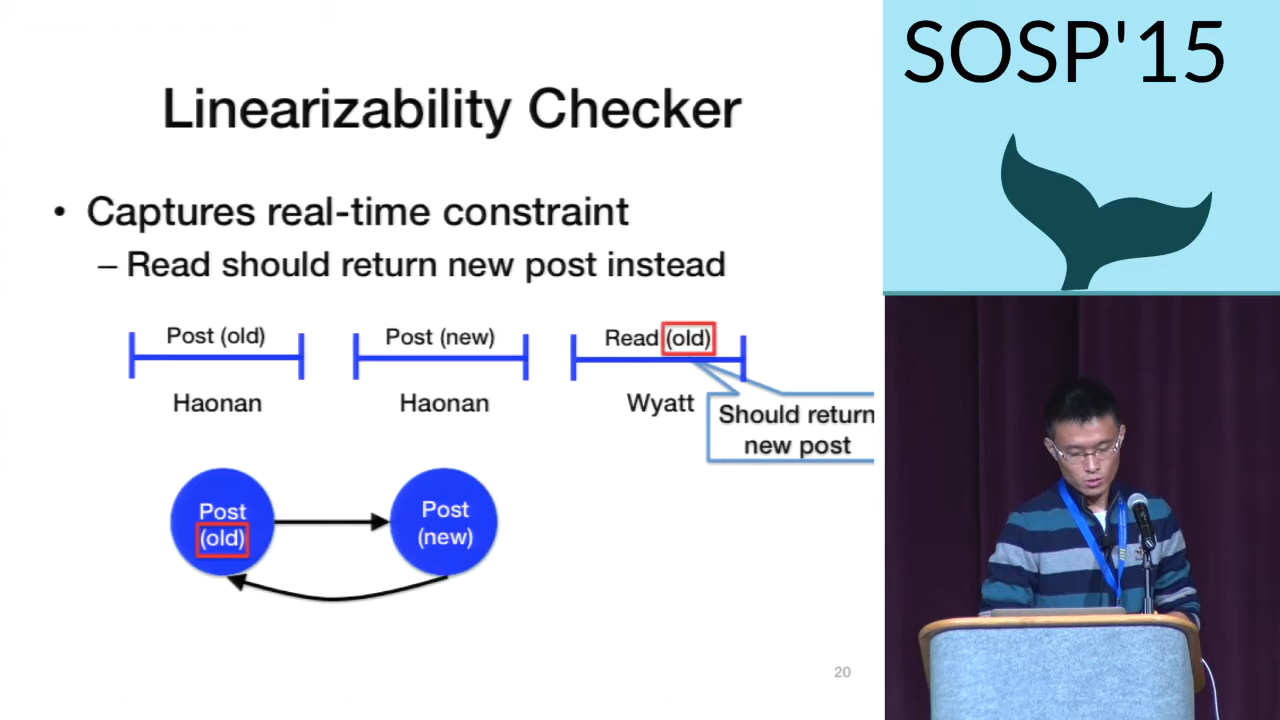 SOSP'15
Linearizability Checker
• Captures real-time constraint
– Read should return new post instead
Post (old)
Post (new)
Read (old)
Haonan
Haonan
Wyatt
Should return
new post
Post
(old)
Post
(new)
20